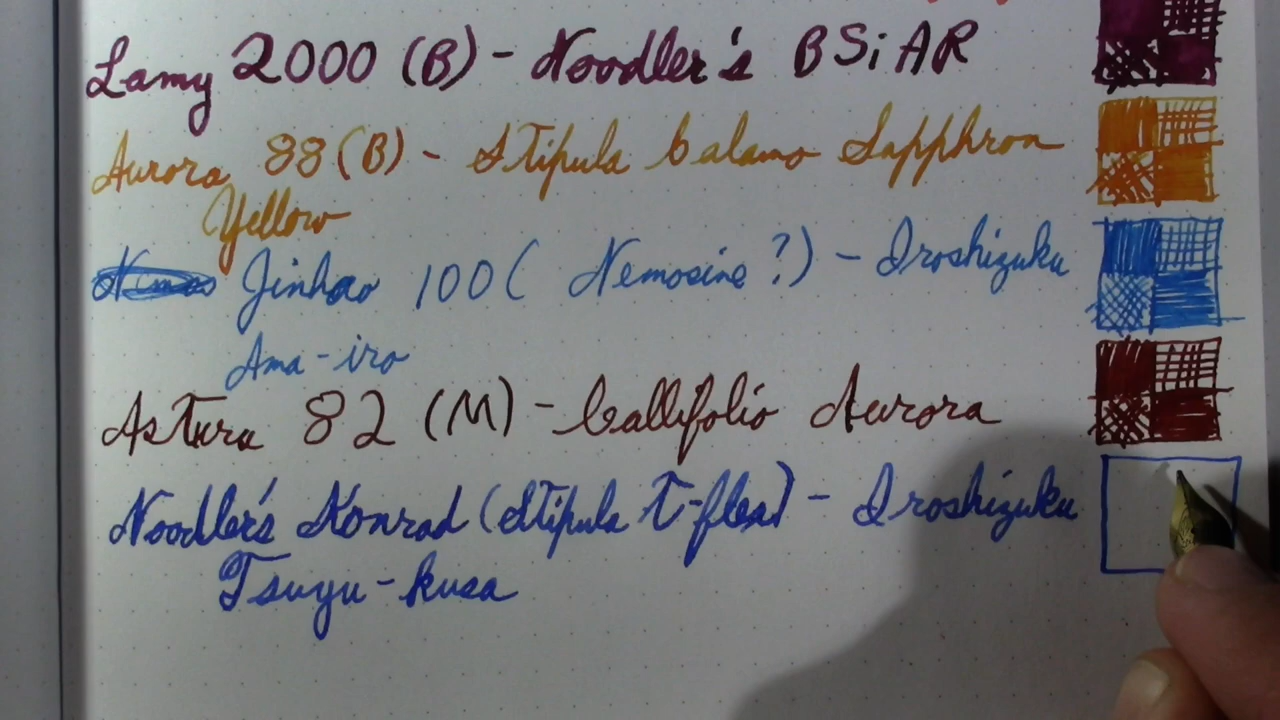 Lamy 2000 (B) - Noodler's BSiAR
Aurora 88 (B) - Stipula Calamo Sapphron
Yellow
Jinhao 100 ( Nemosine ?) - Iroshizuku
Ama-iro
Astura 82 (M) - Callifolio Aurora
Noodler's Konrad (Stipula T-flex) - Iroshizuku
Tsuyu-kusa